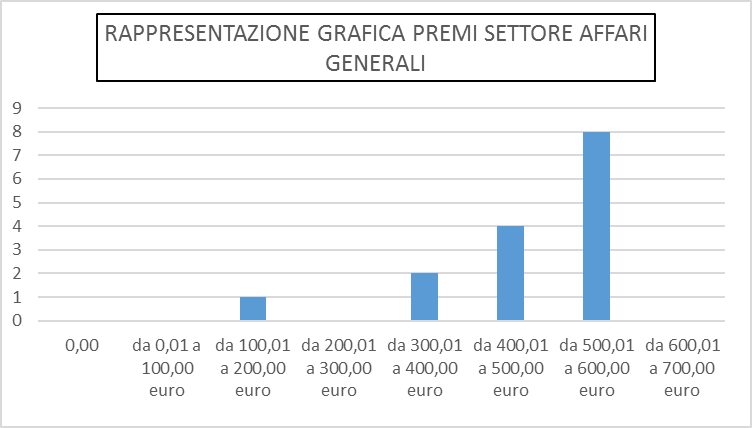 RAPPRESENTAZIONE GRAFICA PREMI SETTORE AFFARI
GENERALI
9
8
7
6
5
4
3
2
1
0
0,00
da 0,01 a
100,00
euro
da 100,01
a 200,00
euro
da 200,01
a 300,00
euro
da 300,01
a 400,00
euro
da 400,01
a 500,00
euro
da 500,01
a 600,00
euro
da 600,01
a 700,00
euro